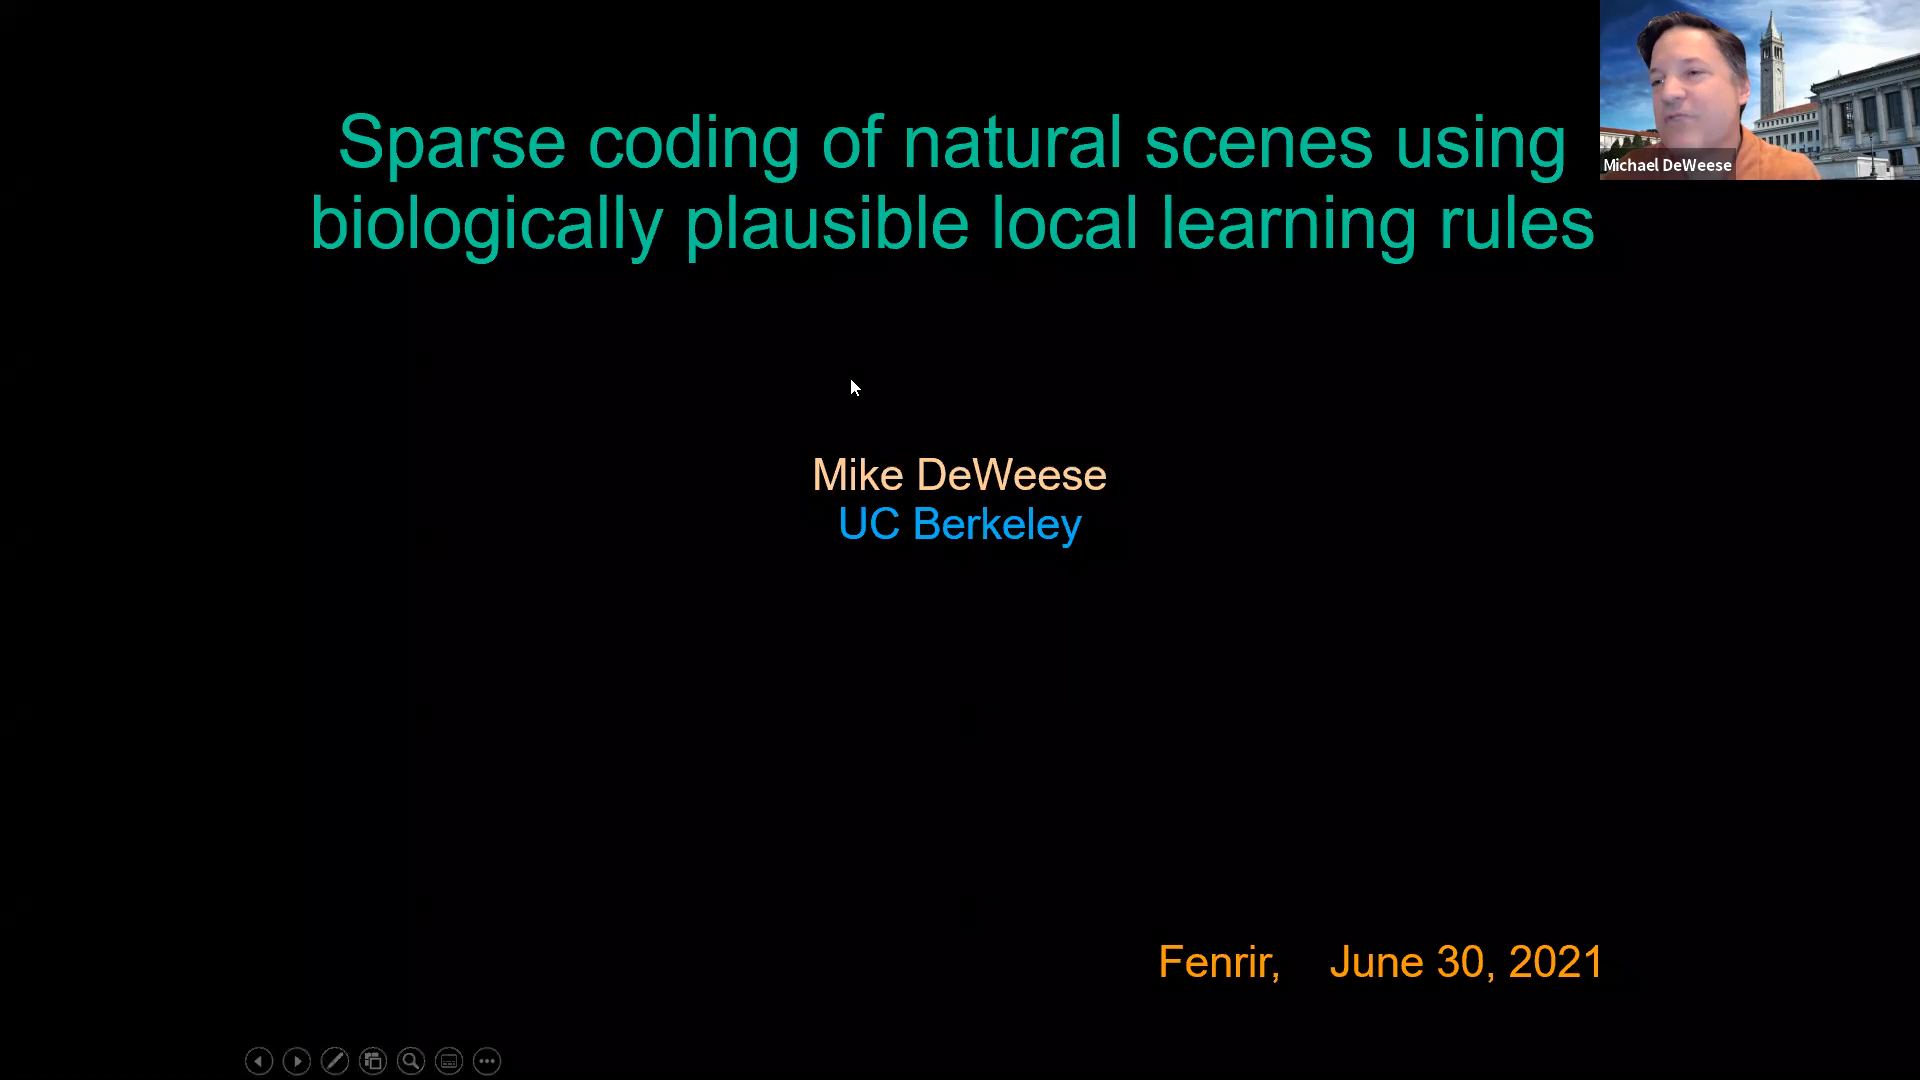 Sparse coding of natural scenes using
biologically plausible local learning rules
Michael DeWeese
Mike DeWeese
UC Berkeley
Fenrir, June 30, 2021